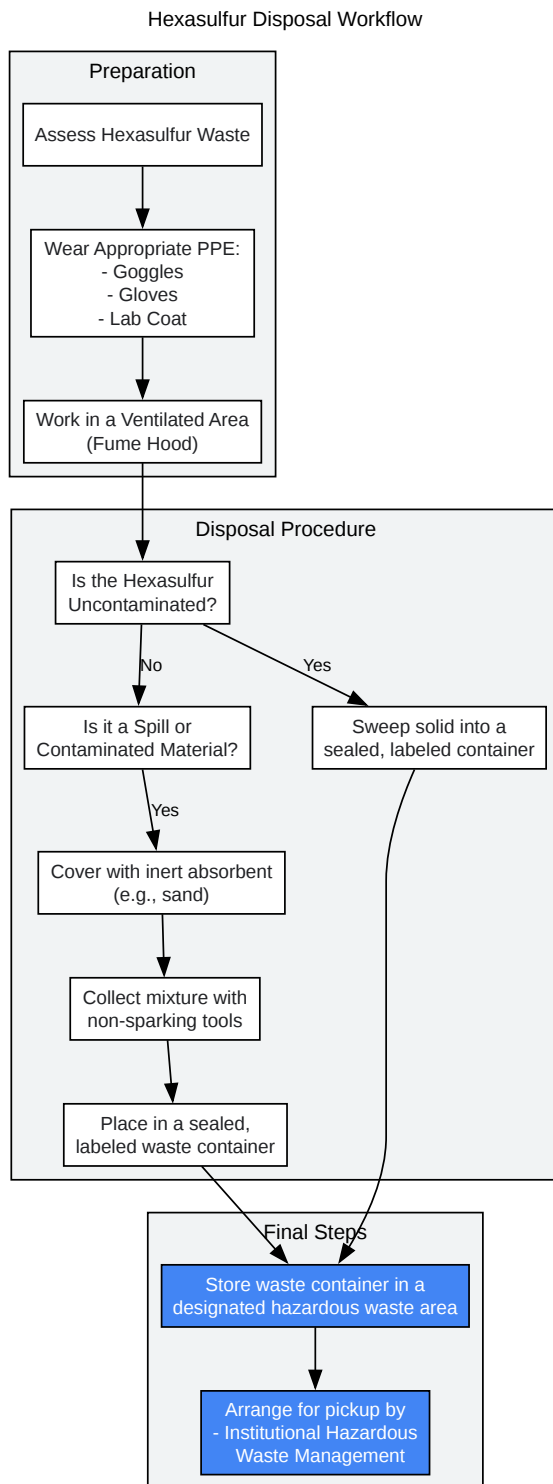 Hexasulfur Disposal Workflow
Preparation
Assess Hexasulfur Waste
Wear Appropriate PPE:
- Goggles
- Gloves
- Lab Coat
Work in a Ventilated Area
(Fume Hood)
Disposal Procedure
Is the Hexasulfur
Uncontaminated?
No
Yes
Is it a Spill or
Contaminated Material?
Sweep solid into a
sealed, labeled container
Yes
Cover with inert absorbent
(e.g., sand)
Collect mixture with
non-sparking tools
Place in a sealed,
labeled waste container
Final Steps
Store waste container in a
designated hazardous waste area
Arrange for pickup by
- Institutional Hazardous
Waste Management